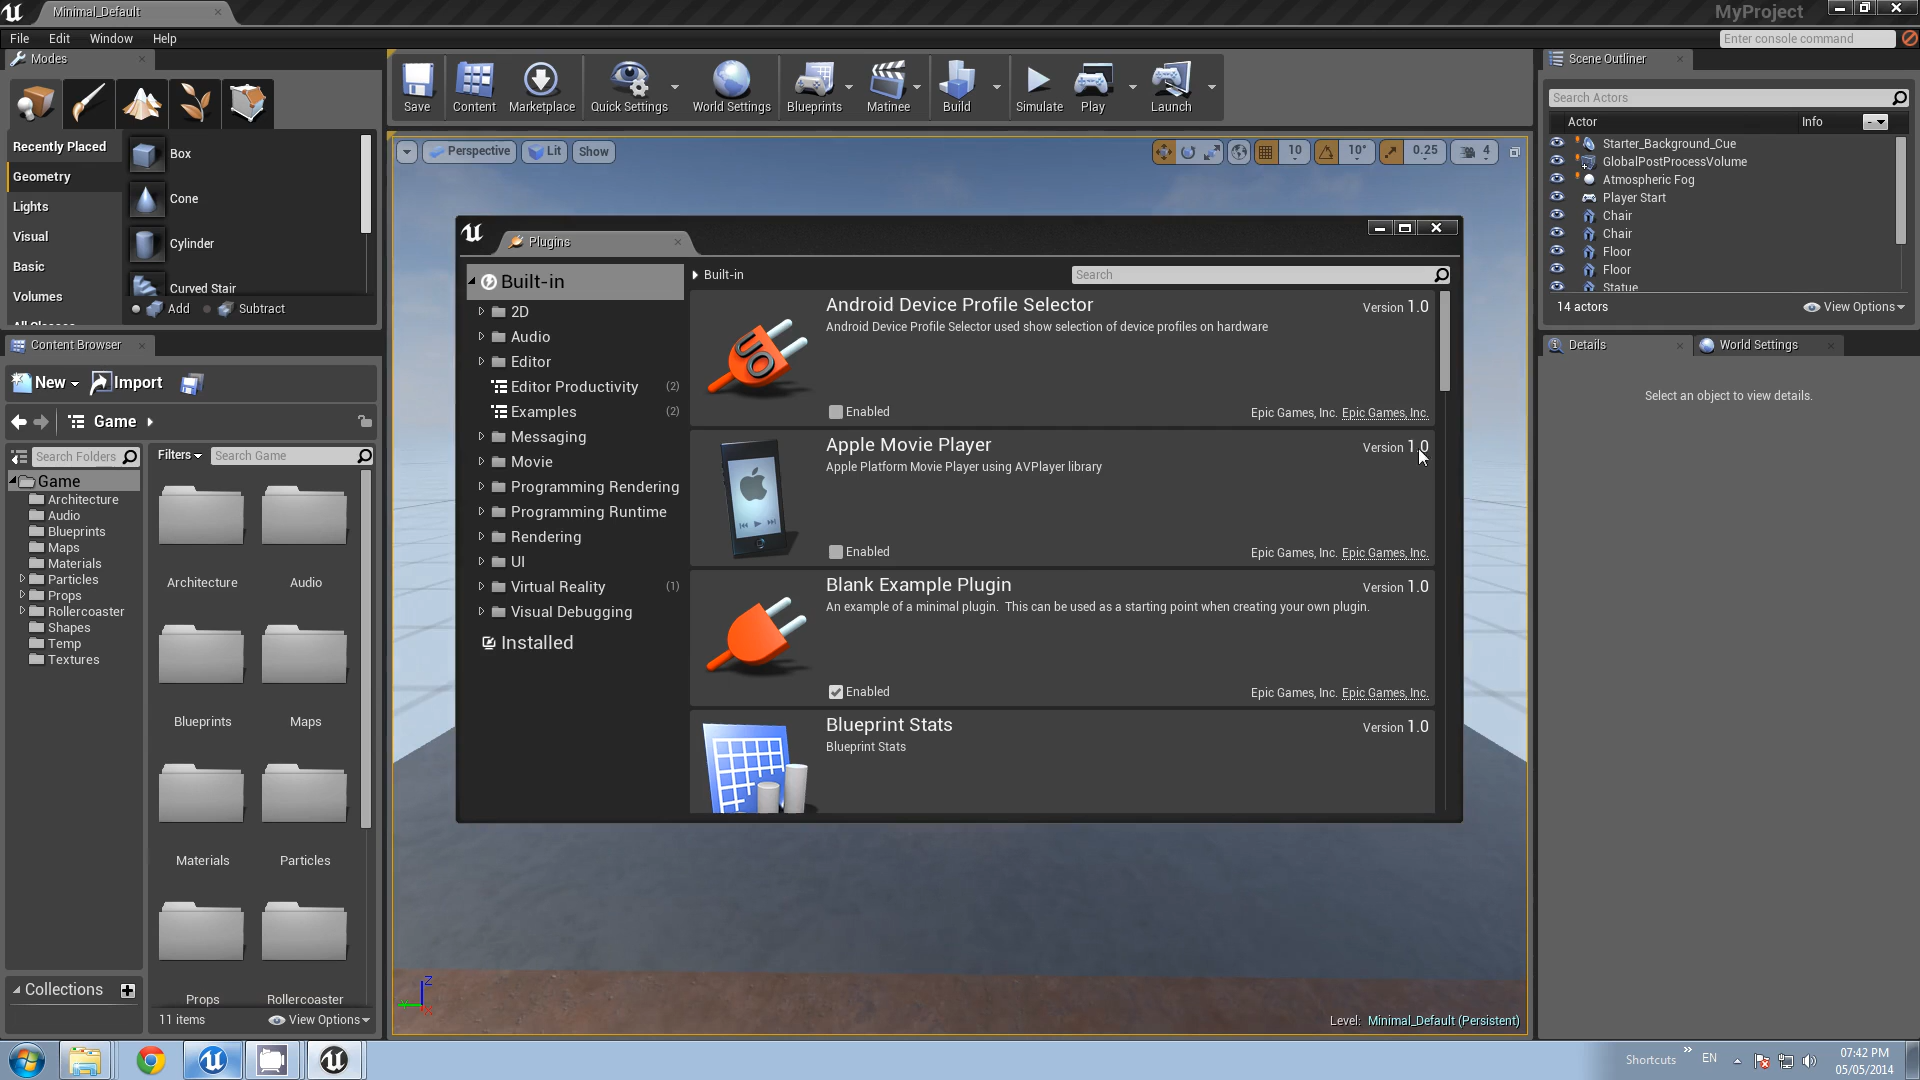 Minimal_Default
MyProject
File Edit Window Help
Enter console command
Modes
Recently Placed
Geometry
Lights
Visual
Basic
Volumes
Box
Cone
Cylinder
Curved Stair
Add Subtract
Save Content Marketplace Quick Settings World Settings Blueprints Matinee Build Simulate Play Launch
Perspective Lit Show
10 10° 0.25 4
Scene Outliner
Search Actors
Actor Info
Starter_Background_Cue
GlobalPostProcessVolume
Atmospheric Fog
Player Start
Chair
Chair
Floor
Floor
Statue
14 actors View Options
Details World Settings
Select an object to view details.
Content Browser
New Import
Game
Search Folders
Filters Search Game
Game
Architecture
Audio
Blueprints
Maps
Materials
Particles
Props
Rollercoaster
Shapes
Temp
Textures
Architecture Audio
Blueprints Maps
Materials Particles
Props Rollercoaster
Collections
11 items View Options
Plugins
Built-in
2D
Audio
Editor
Editor Productivity (2)
Examples (2)
Messaging
Movie
Programming Rendering
Programming Runtime
Rendering
UI
Virtual Reality (1)
Visual Debugging
Installed
Built-in
Search
Android Device Profile Selector Version 1.0
Android Device Profile Selector used show selection of device profiles on hardware
Enabled Epic Games, Inc. Epic Games, Inc.
Apple Movie Player Version 1.0
Apple Platform Movie Player using AVPlayer library
Enabled Epic Games, Inc. Epic Games, Inc.
Blank Example Plugin Version 1.0
An example of a minimal plugin. This can be used as a starting point when creating your own plugin.
Enabled Epic Games, Inc. Epic Games, Inc.
Blueprint Stats Version 1.0
Blueprint Stats
Z
Level: Minimal_Default (Persistent)
Shortcuts » EN
07:42 PM
05/05/2014